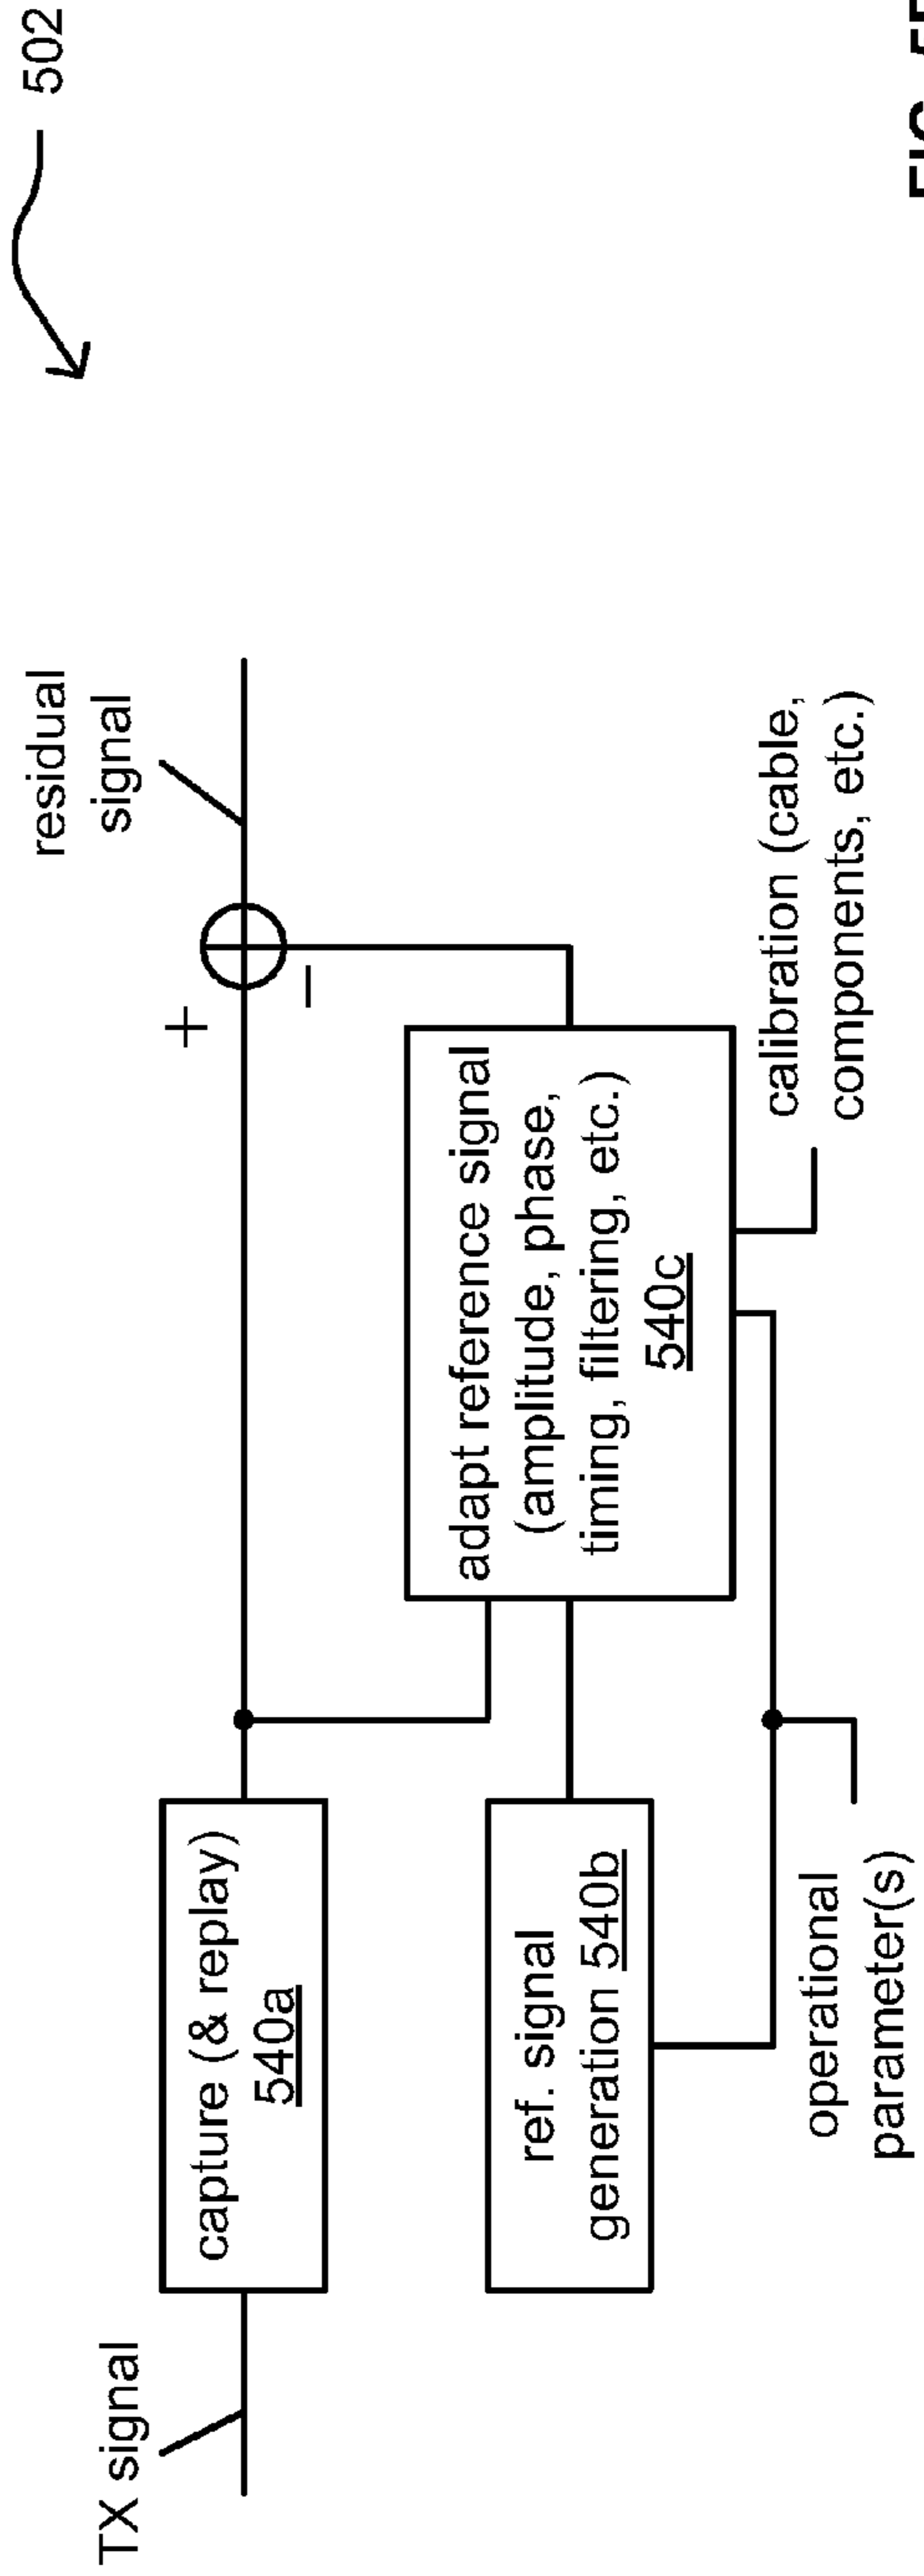 502
residual
signal
TX signal
capture (& replay)
540a
+
−
adapt reference signal
(amplitude, phase,
timing, filtering, etc.)
540c
ref. signal
generation 540b
calibration (cable,
components, etc.)
operational
parameter(s)
FIG.